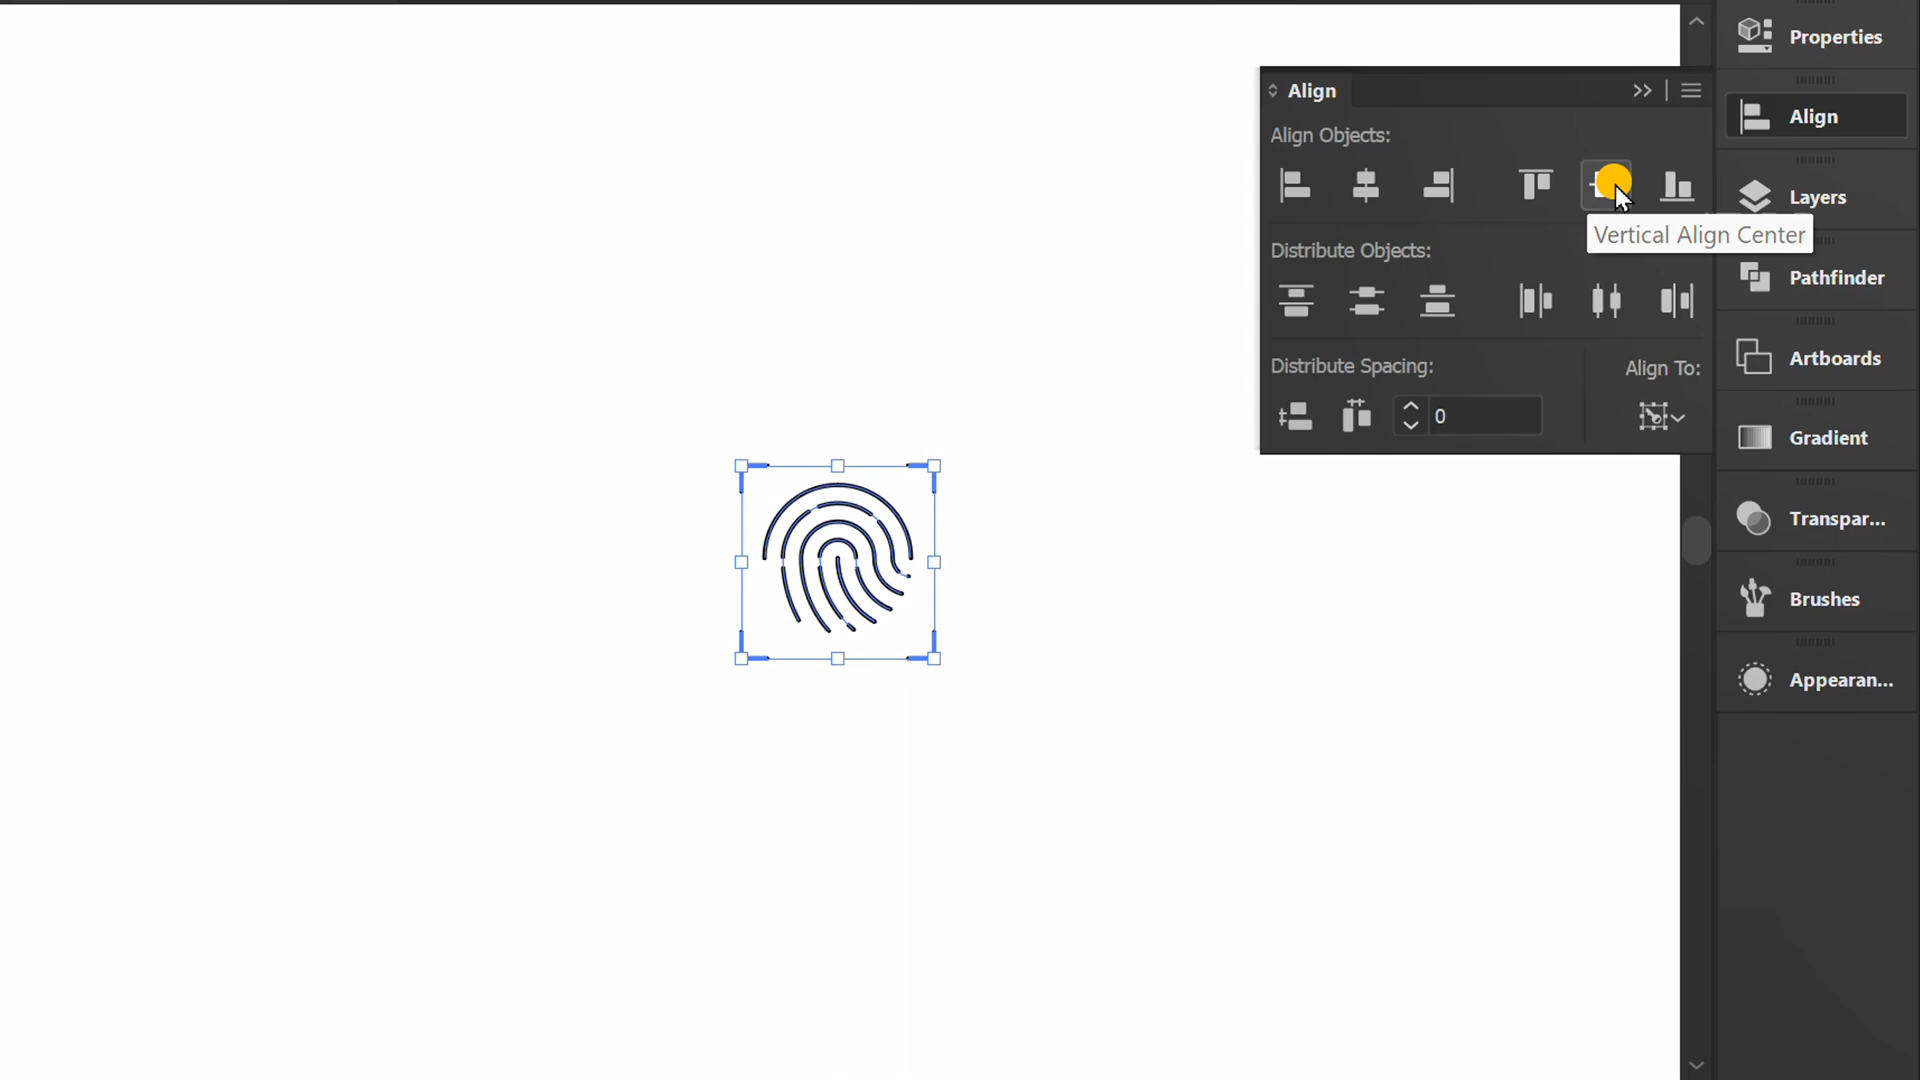 Properties
Align
Align
Align Objects:
Layers
Vertical Align Center
Distribute Objects:
Pathfinder
Distribute Spacing:
Align To:
Artboards
0
Gradient
Transpar...
Brushes
Appearan...